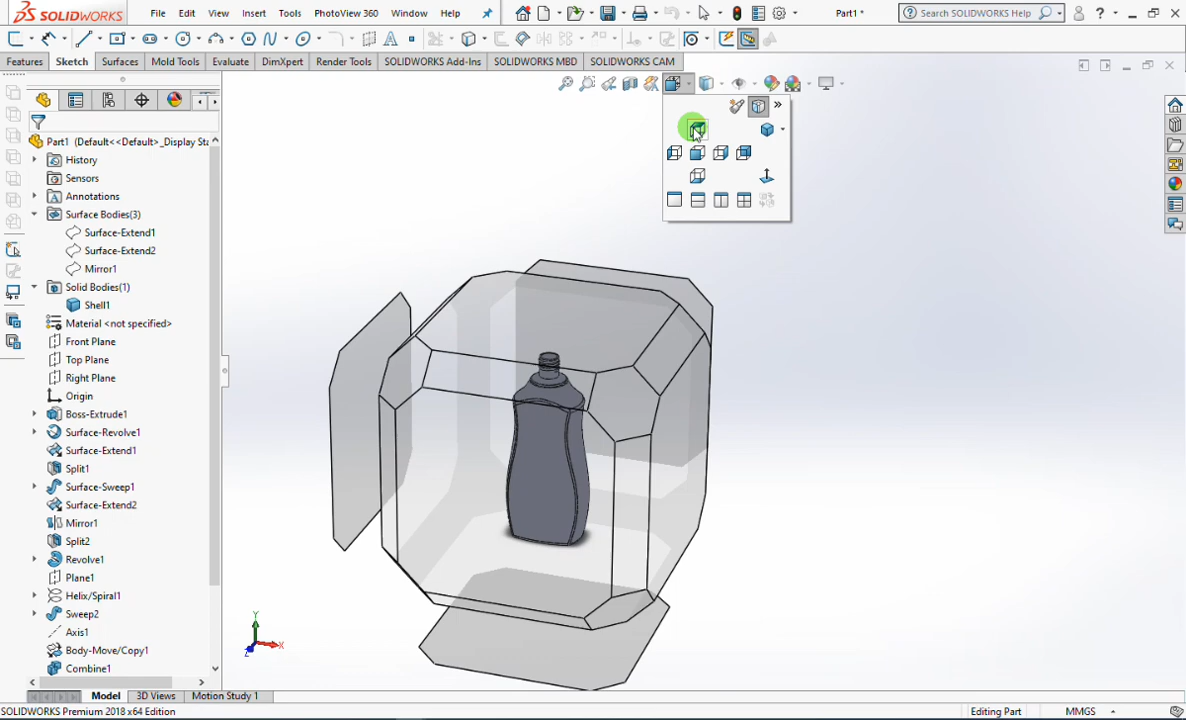 SOLIDWORKS
File
Edit
View
Insert
Tools
PhotoView 360
Window
Help
Part1 *
Search SOLIDWORKS Help
Features
Sketch
Surfaces
Mold Tools
Evaluate
DimXpert
Render Tools
SOLIDWORKS Add-Ins
SOLIDWORKS MBD
SOLIDWORKS CAM
Part1 (Default<<Default>_Display Sta
History
Sensors
Annotations
Surface Bodies(3)
Surface-Extend1
Surface-Extend2
Mirror1
Solid Bodies(1)
Shell1
Material <not specified>
Front Plane
Top Plane
Right Plane
Origin
Boss-Extrude1
Surface-Revolve1
Surface-Extend1
Split1
Surface-Sweep1
Surface-Extend2
Mirror1
Split2
Revolve1
Plane1
Helix/Spiral1
Sweep2
Axis1
Body-Move/Copy1
Combine1
Y
X
Z
Model
3D Views
Motion Study 1
SOLIDWORKS Premium 2018 x64 Edition
Editing Part
MMGS